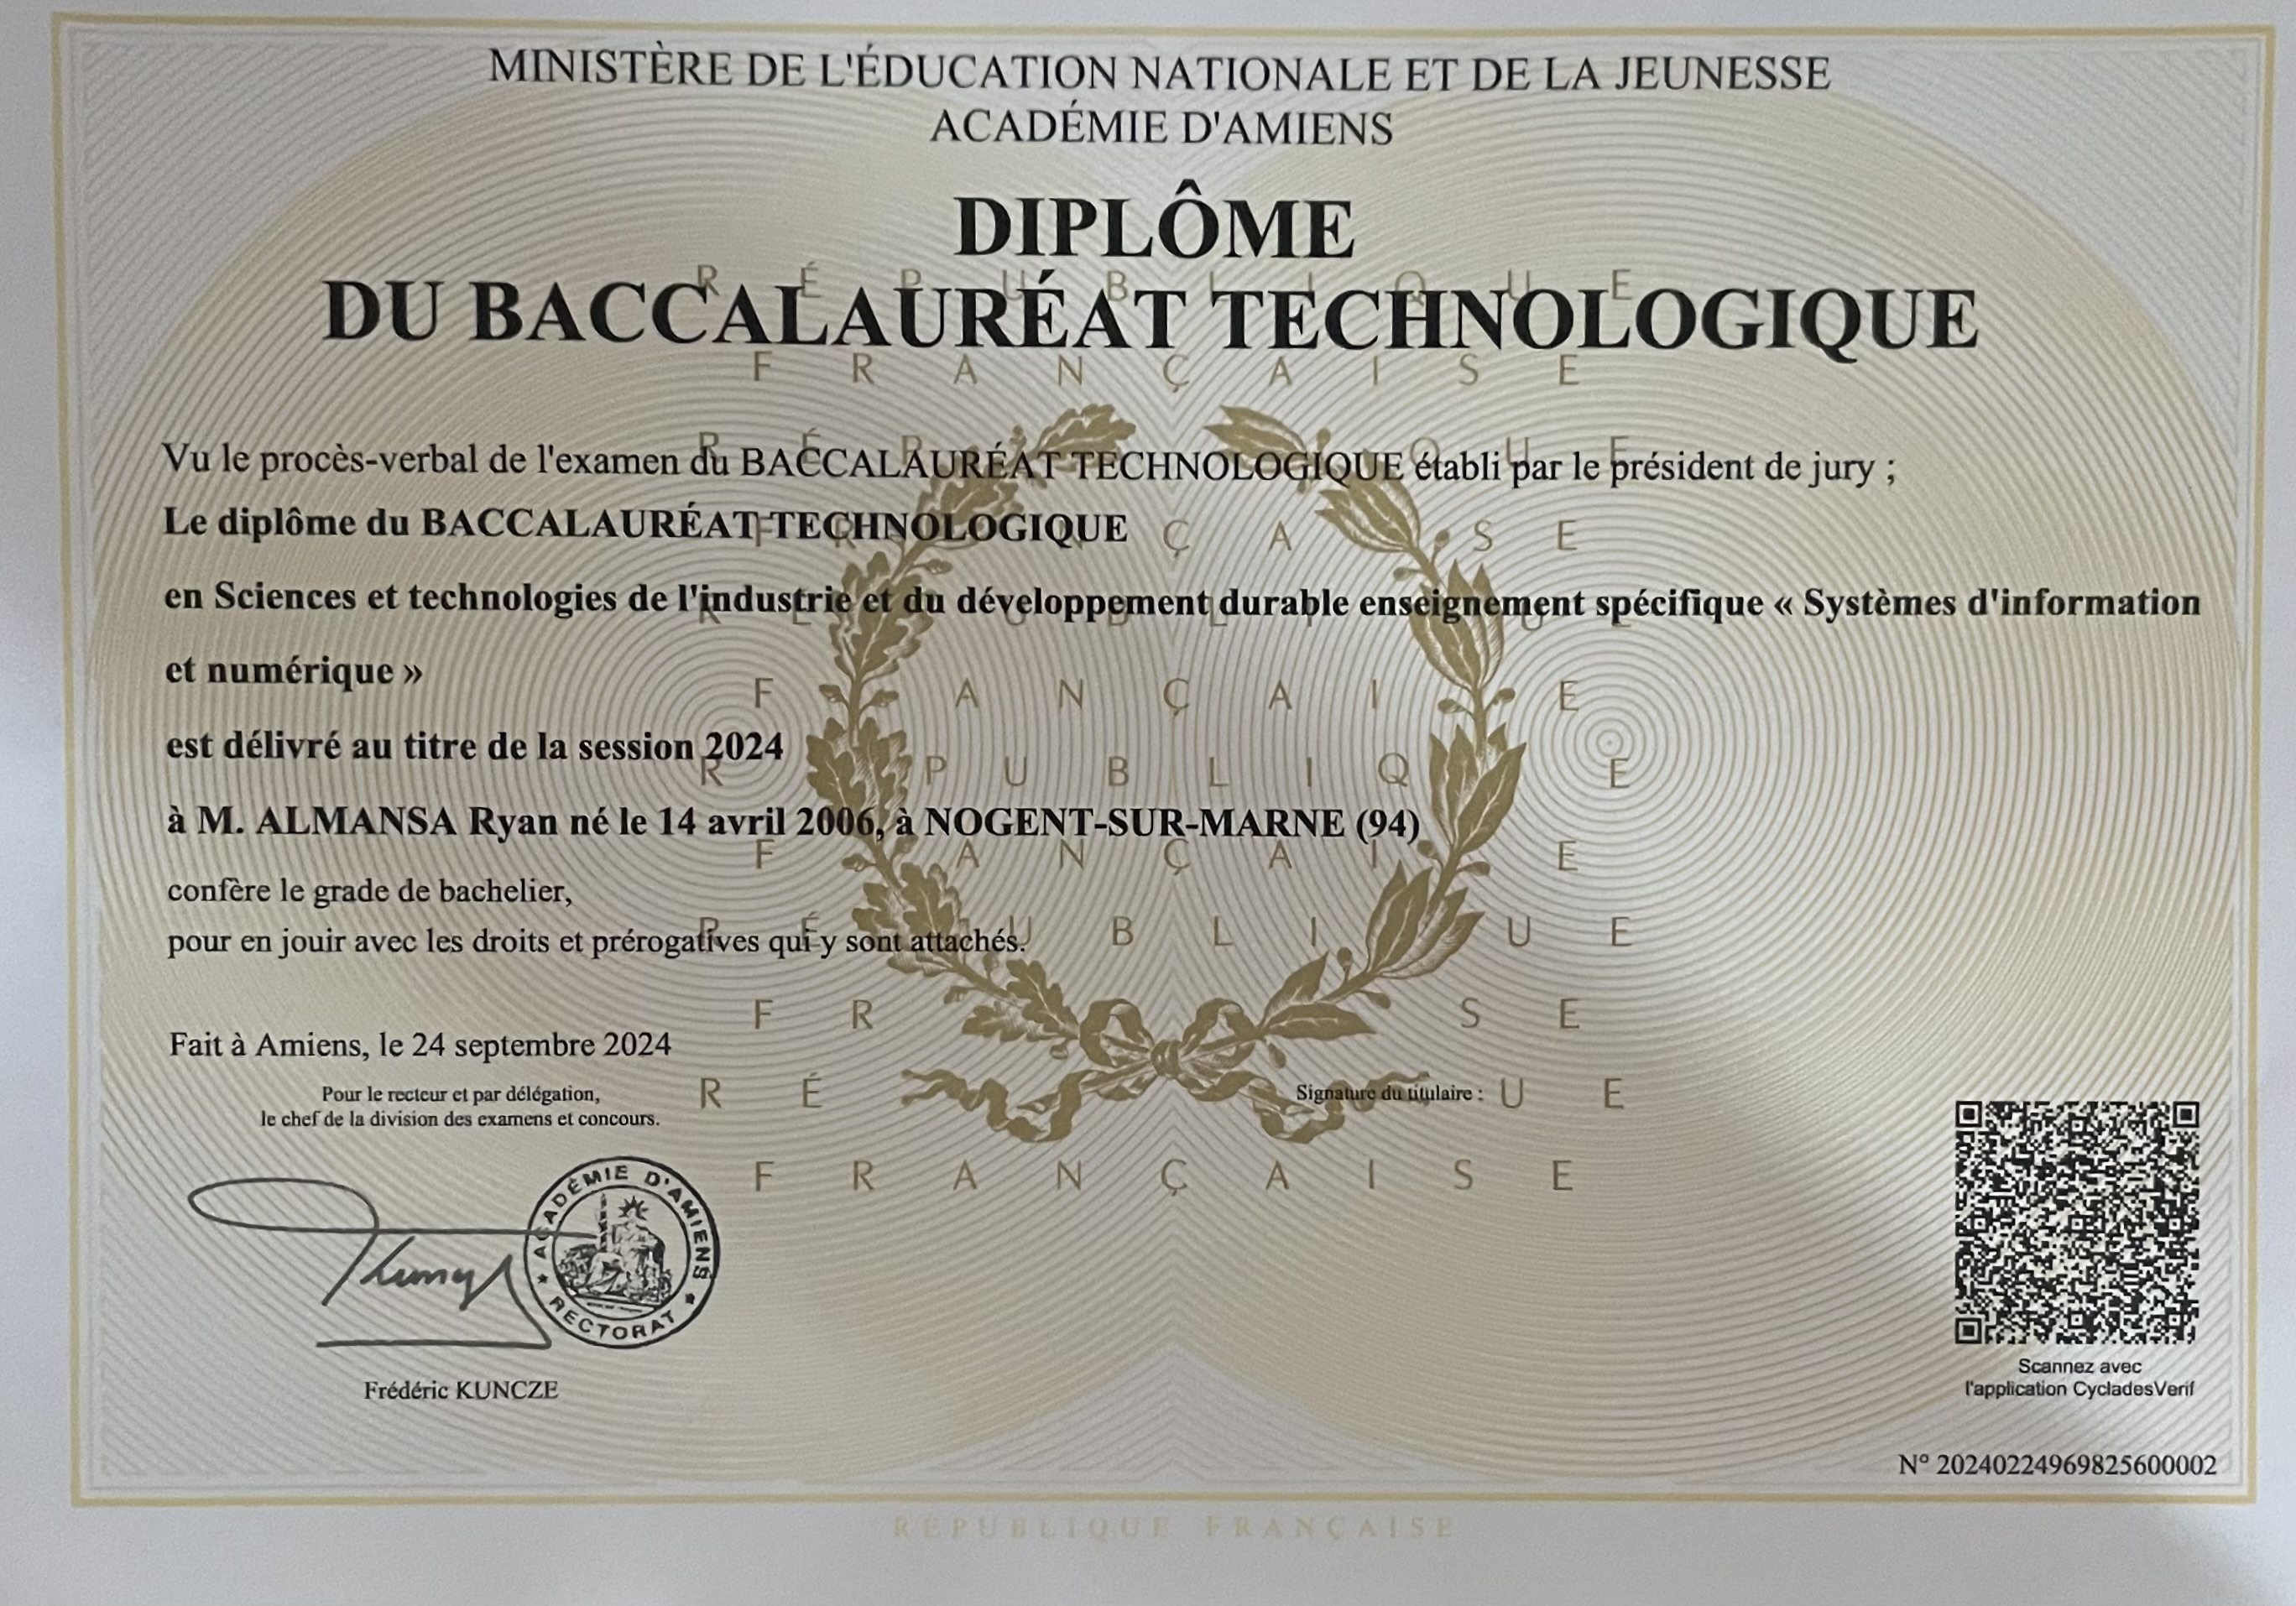 MINISTÈRE DE L'ÉDUCATION NATIONALE ET DE LA JEUNESSE
ACADÉMIE D'AMIENS
DIPLÔME
DU BACCALAURÉAT TECHNOLOGIQUE
Vu le procès-verbal de l'examen du BACCALAURÉAT TECHNOLOGIQUE établi par le président de jury ;
Le diplôme du BACCALAURÉAT TECHNOLOGIQUE
en Sciences et technologies de l'industrie et du développement durable enseignement spécifique « Systèmes d'information
et numérique »
est délivré au titre de la session 2024
à M. ALMANSA Ryan né le 14 avril 2006, à NOGENT-SUR-MARNE (94)
confère le grade de bachelier,
pour en jouir avec les droits et prérogatives qui y sont attachés.
Fait à Amiens, le 24 septembre 2024
Pour le recteur et par délégation,
le chef de la division des examens et concours.
Signature du titulaire :
ACADÉMIE D'AMIENS
RECTORAT
Frédéric KUNCZE
Scannez avec
l'application CycladesVerif
N° 20240224969825600002
RÉPUBLIQUE FRANÇAISE